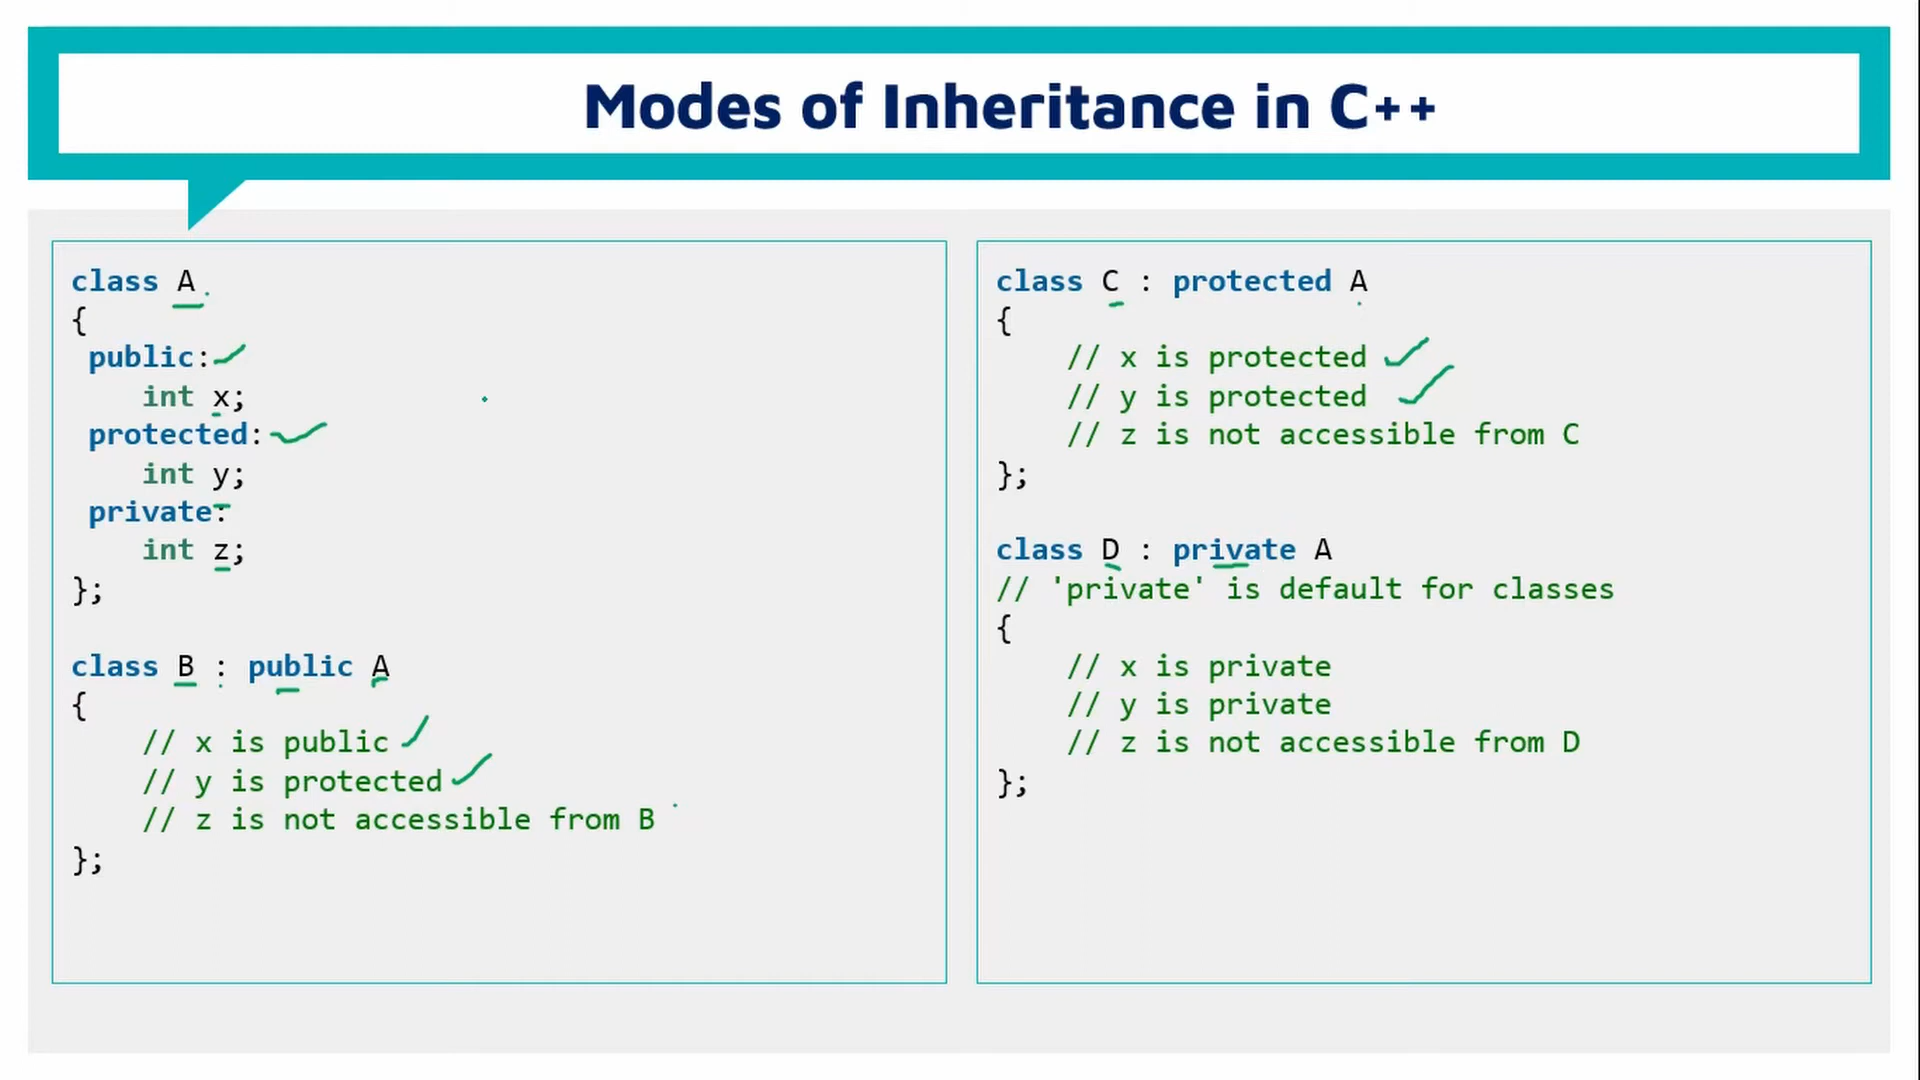 Modes of Inheritance in C++
class A
{
public:
int x;
protected:
int y;
private:
int z;
};
class B : public A
{
// x is public
// y is protected
// z is not accessible from B
};
class C : protected A
{
// x is protected
// y is protected
// z is not accessible from C
};
class D : private A
// 'private' is default for classes
{
// x is private
// y is private
// z is not accessible from D
};